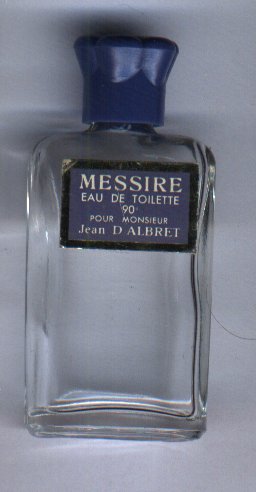 MESSIRE
EAU DE TOILETTE
90°
POUR MONSIEUR
Jean D ALBRET